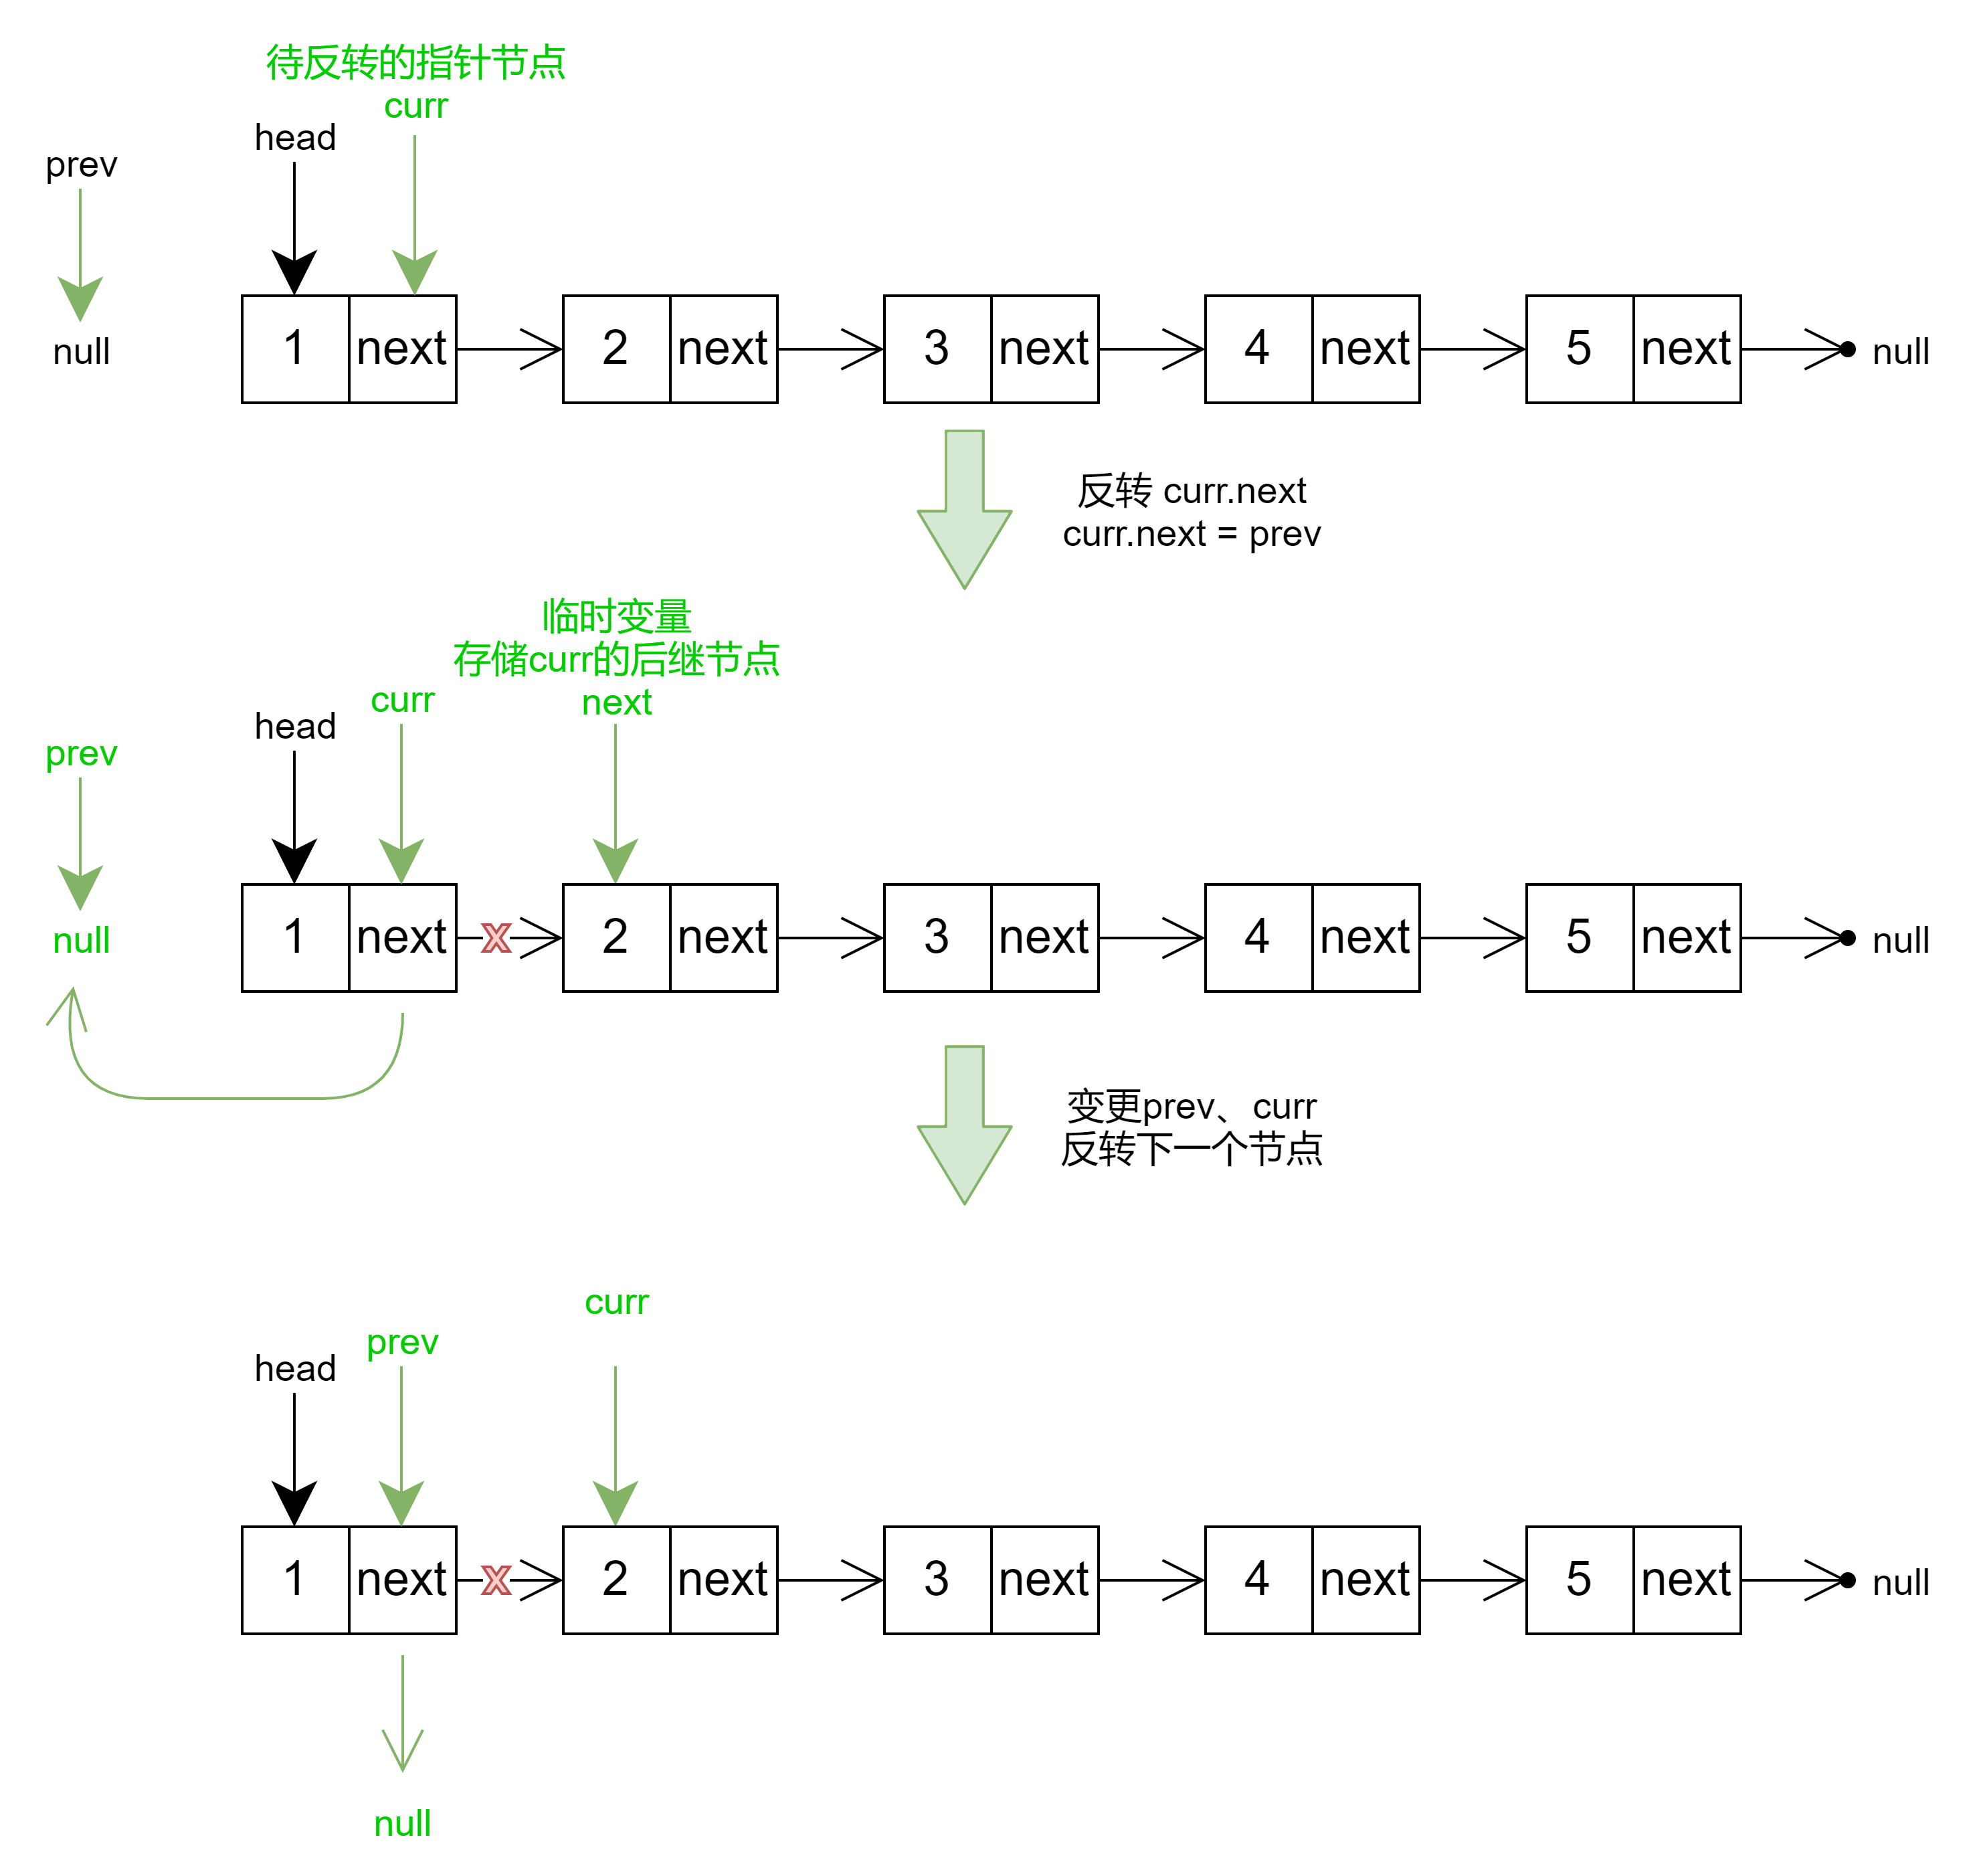 待反转的指针节点
curr
head
prev
null
1 next 2 next 3 next 4 next 5 next null
反转 curr.next
curr.next = prev
临时变量
存储curr的后继节点
next
curr
head
prev
null
1 next x 2 next 3 next 4 next 5 next null
变更prev、curr
反转下一个节点
curr
prev
head
1 next x 2 next 3 next 4 next 5 next null
null